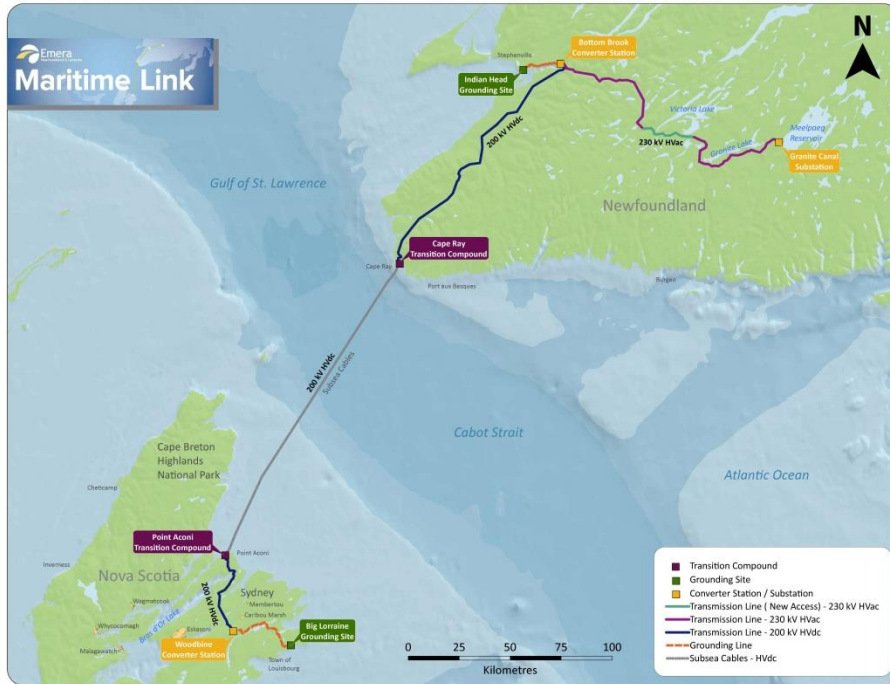 Emera
Maritime Link
N
Stephenville
Bottom Brook
Converter Station
Indian Head
Grounding Site
200 kV HVdc
Victoria Lake
230 kV HVac
Granite Lake
Meelpaeg
Reservoir
Granite Canal
Substation
Gulf of St. Lawrence
Newfoundland
Cape Ray
Transition Compound
Cape Ray
Port aux Basques
Burgeo
200 kV HVdc
Subsea Cables
Cabot Strait
Atlantic Ocean
Cape Breton
Highlands
National Park
Cheticamp
Point Aconi
Transition Compound
Point Aconi
Inverness
Nova Scotia
200 kV HVdc
Sydney
Wagmatcook
Membertou
Caribou Marsh
Bras d'Or Lake
Whycocomagh
Eskasoni
Malagawatch
Woodbine
Converter Station
Big Lorraine
Grounding Site
Town of
Louisbourg
0 25 50 75 100
Kilometres
Transition Compound
Grounding Site
Converter Station / Substation
Transmission Line ( New Access) - 230 kV HVac
Transmission Line - 230 kV HVac
Transmission Line - 200 kV HVdc
Grounding Line
Subsea Cables - HVdc